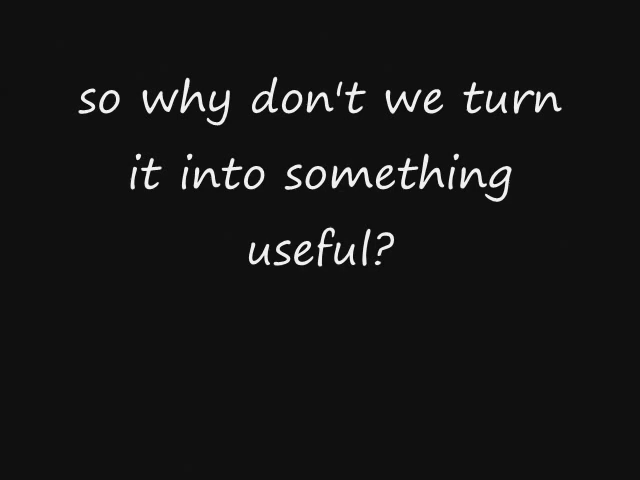 so why don't we turn
it into something
useful?